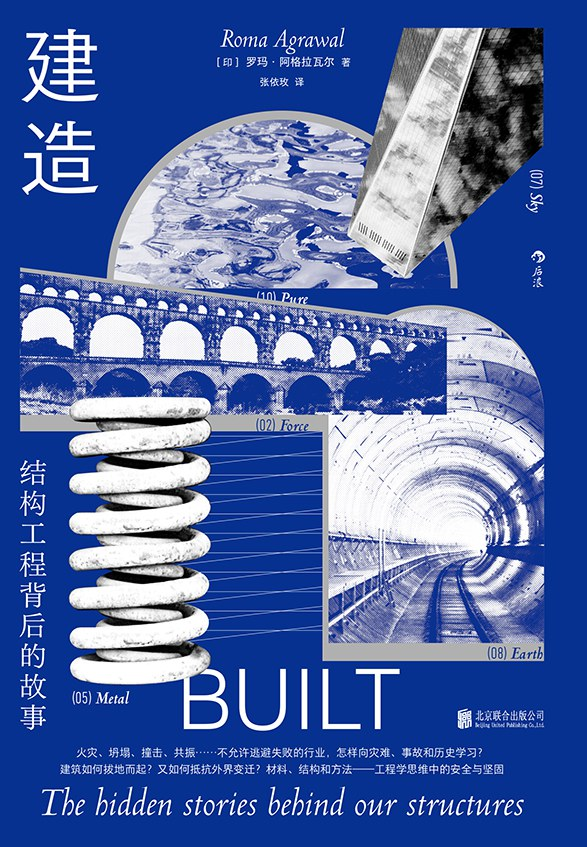 建造
Roma Agrawal
[印] 罗玛·阿格拉瓦尔 著
张依玫 译
(07) Sky
后浪
(10) Pure
(02) Force
(08) Earth
结构工程背后的故事
(05) Metal
BUILT
北京联合出版公司
Beijing United Publishing Co.,Ltd.
火灾、坍塌、撞击、共振……不允许逃避失败的行业,怎样向灾难、事故和历史学习?
建筑如何拔地而起?又如何抵抗外界变迁?材料、结构和方法——工程学思维中的安全与坚固
The hidden stories behind our structures